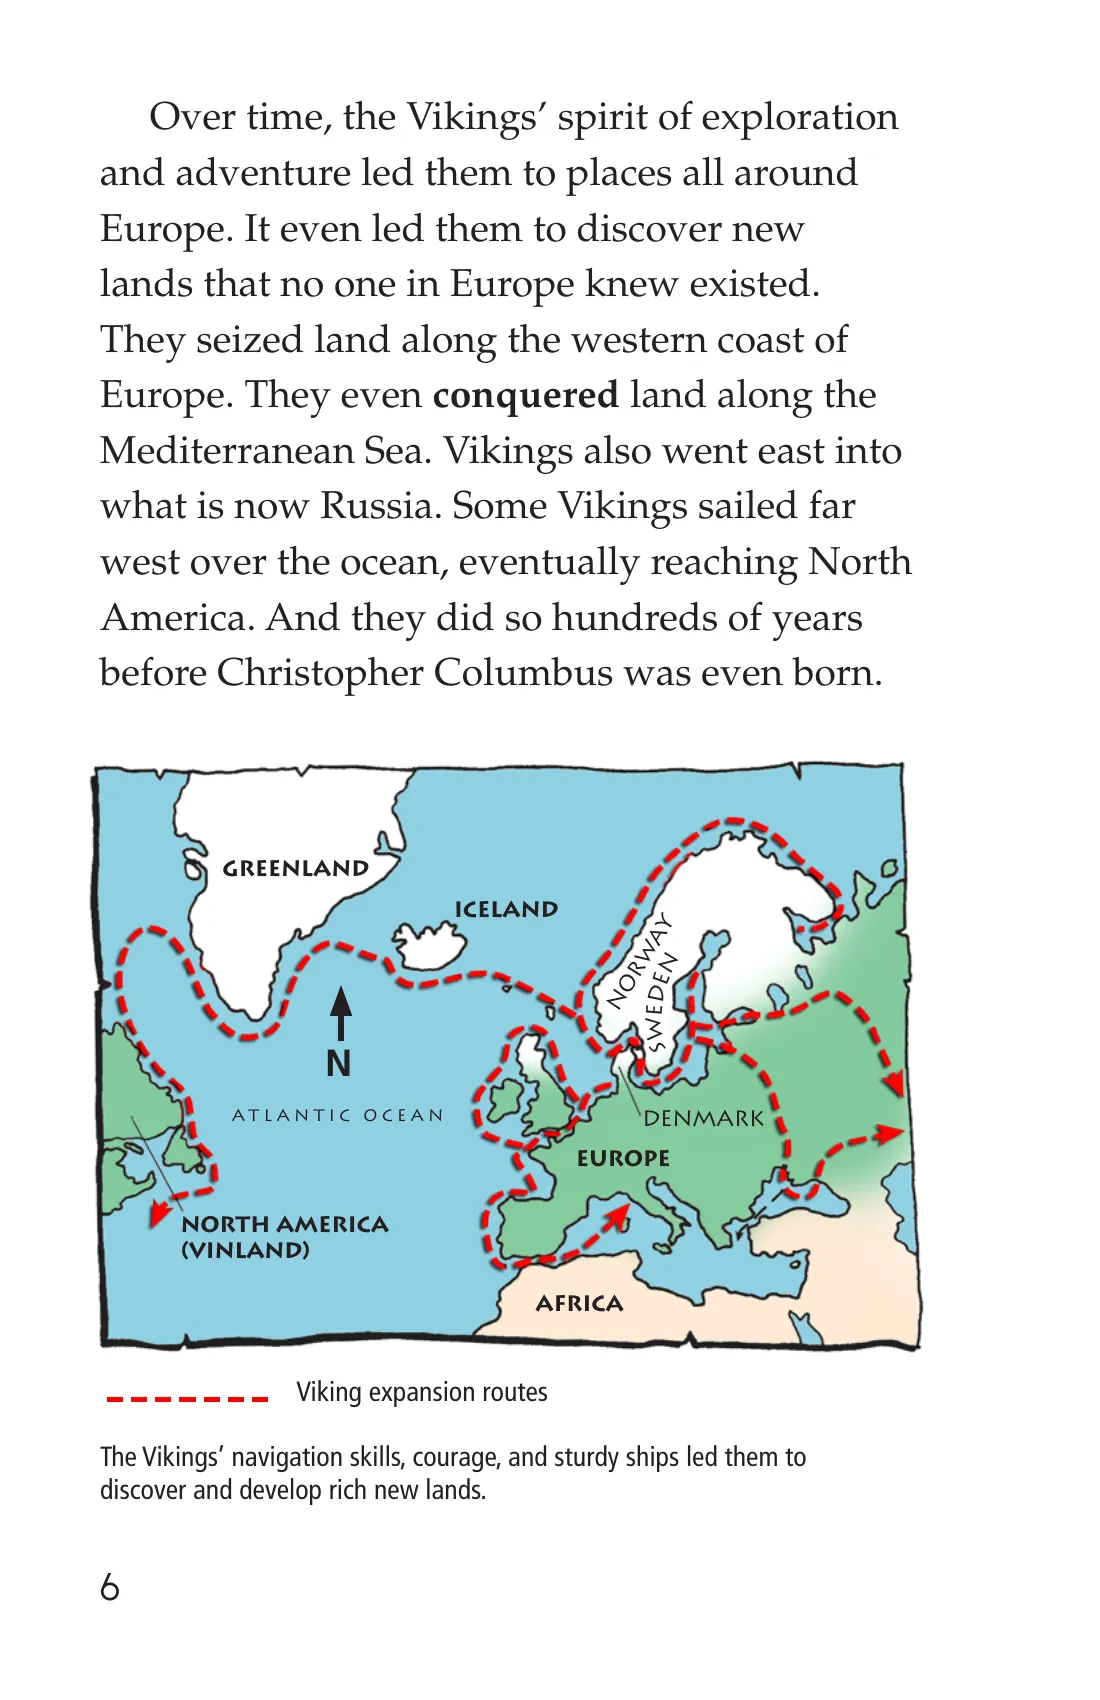 Over time, the Vikings’ spirit of exploration
and adventure led them to places all around
Europe. It even led them to discover new
lands that no one in Europe knew existed.
They seized land along the western coast of
Europe. They even conquered land along the
Mediterranean Sea. Vikings also went east into
what is now Russia. Some Vikings sailed far
west over the ocean, eventually reaching North
America. And they did so hundreds of years
before Christopher Columbus was even born.
GREENLAND
ICELAND
NORWAY
SWEDEN
N
ATLANTIC OCEAN
DENMARK
EUROPE
NORTH AMERICA
(VINLAND)
AFRICA
Viking expansion routes
The Vikings’ navigation skills, courage, and sturdy ships led them to
discover and develop rich new lands.
6